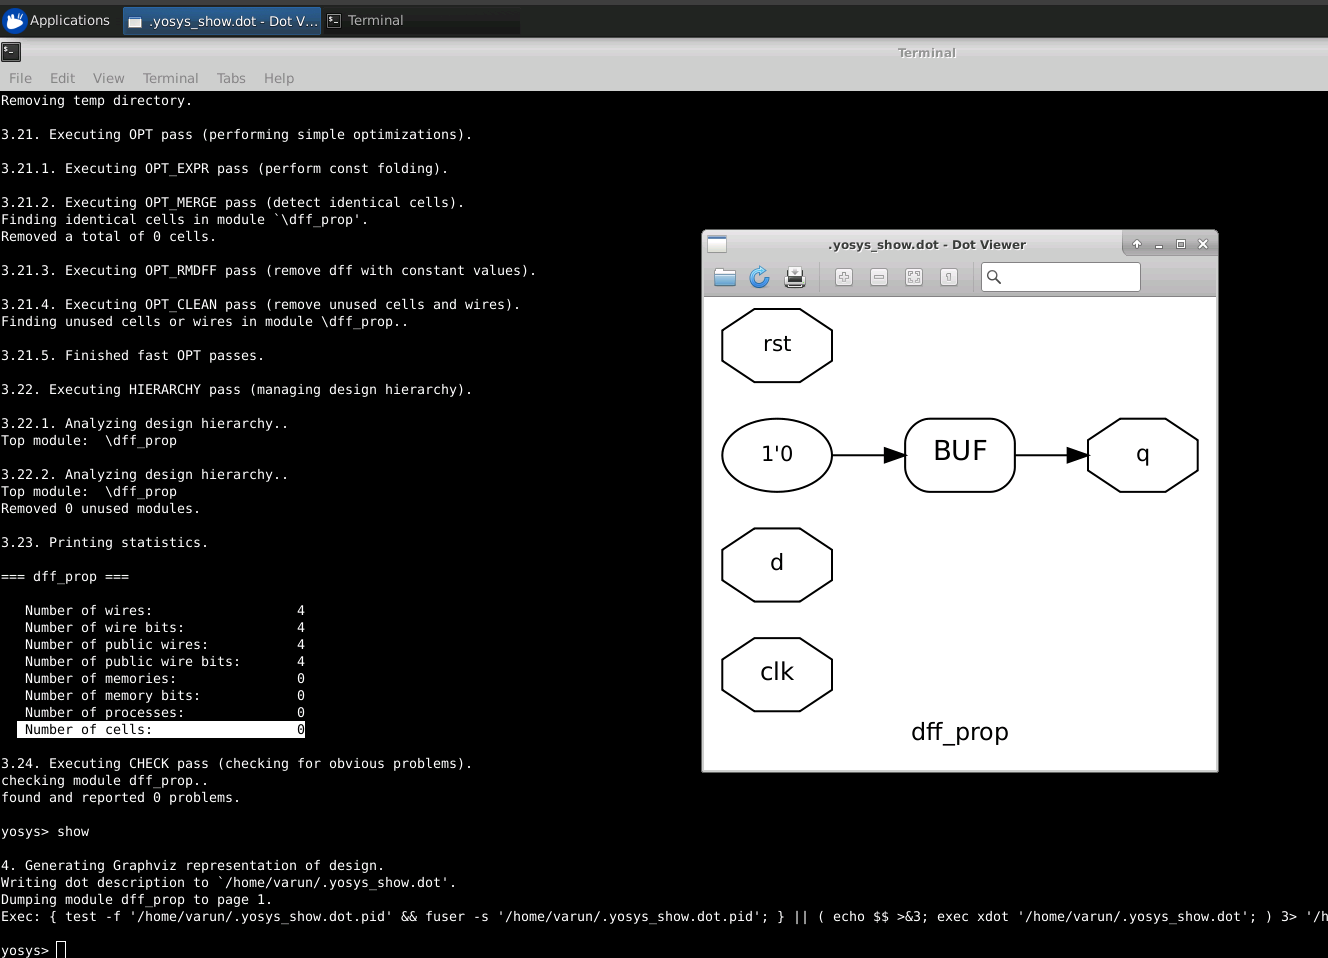 Applications
.yosys_show.dot - Dot V...
Terminal
Terminal
File Edit View Terminal Tabs Help
Removing temp directory.
3.21. Executing OPT pass (performing simple optimizations).
3.21.1. Executing OPT_EXPR pass (perform const folding).
3.21.2. Executing OPT_MERGE pass (detect identical cells).
Finding identical cells in module `\dff_prop'.
Removed a total of 0 cells.
3.21.3. Executing OPT_RMDFF pass (remove dff with constant values).
3.21.4. Executing OPT_CLEAN pass (remove unused cells and wires).
Finding unused cells or wires in module \dff_prop..
3.21.5. Finished fast OPT passes.
3.22. Executing HIERARCHY pass (managing design hierarchy).
3.22.1. Analyzing design hierarchy..
Top module:  \dff_prop
3.22.2. Analyzing design hierarchy..
Top module:  \dff_prop
Removed 0 unused modules.
3.23. Printing statistics.
=== dff_prop ===
Number of wires: 4
Number of wire bits: 4
Number of public wires: 4
Number of public wire bits: 4
Number of memories: 0
Number of memory bits: 0
Number of processes: 0
Number of cells: 0
3.24. Executing CHECK pass (checking for obvious problems).
checking module dff_prop..
found and reported 0 problems.
yosys> show
4. Generating Graphviz representation of design.
Writing dot description to `/home/varun/.yosys_show.dot'.
Dumping module dff_prop to page 1.
Exec: { test -f '/home/varun/.yosys_show.dot.pid' && fuser -s '/home/varun/.yosys_show.dot.pid'; } || ( echo $$ >&3; exec xdot '/home/varun/.yosys_show.dot'; ) 3> '/h
yosys>
.yosys_show.dot - Dot Viewer
rst
1'0
BUF
q
d
clk
dff_prop